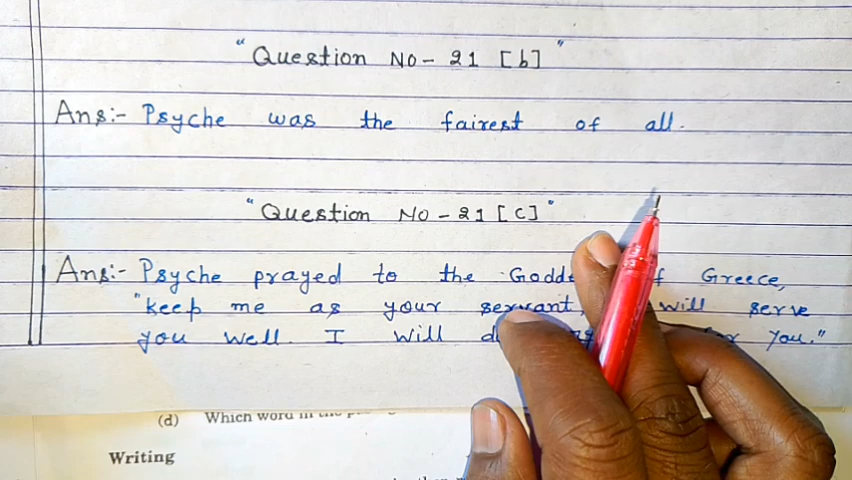 "Question No - 21 [b]"
Ans:- Psyche was the fairest of all.
"Question No - 21 [c]"
Ans:- Psyche prayed to the Greece,
"keep me as your servant, will serve
you well. I will for you."
(d) Which word in the
Writing